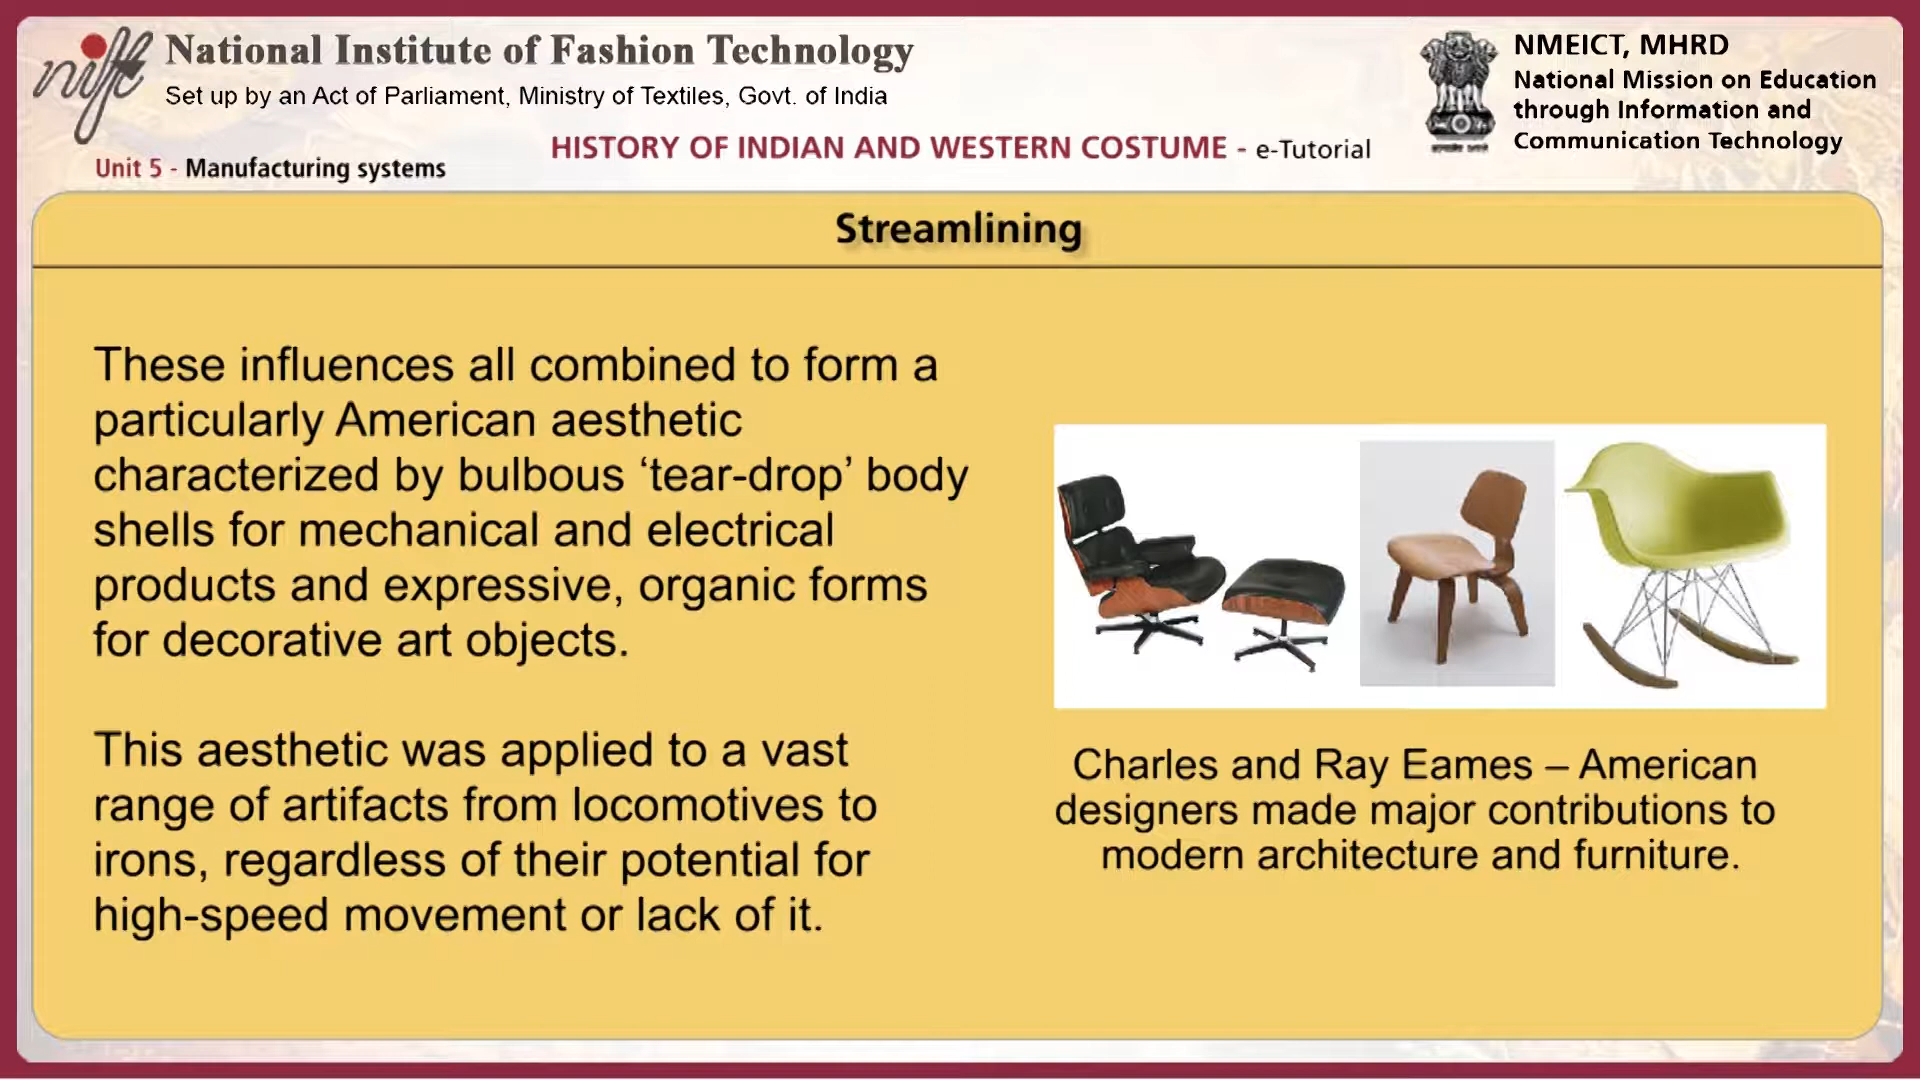 nift
National Institute of Fashion Technology
Set up by an Act of Parliament, Ministry of Textiles, Govt. of India
NMEICT, MHRD
National Mission on Education
through Information and
Communication Technology
HISTORY OF INDIAN AND WESTERN COSTUME - e-Tutorial
Unit 5 - Manufacturing systems
Streamlining
These influences all combined to form a
particularly American aesthetic
characterized by bulbous ‘tear-drop’ body
shells for mechanical and electrical
products and expressive, organic forms
for decorative art objects.
This aesthetic was applied to a vast
range of artifacts from locomotives to
irons, regardless of their potential for
high-speed movement or lack of it.
Charles and Ray Eames – American
designers made major contributions to
modern architecture and furniture.